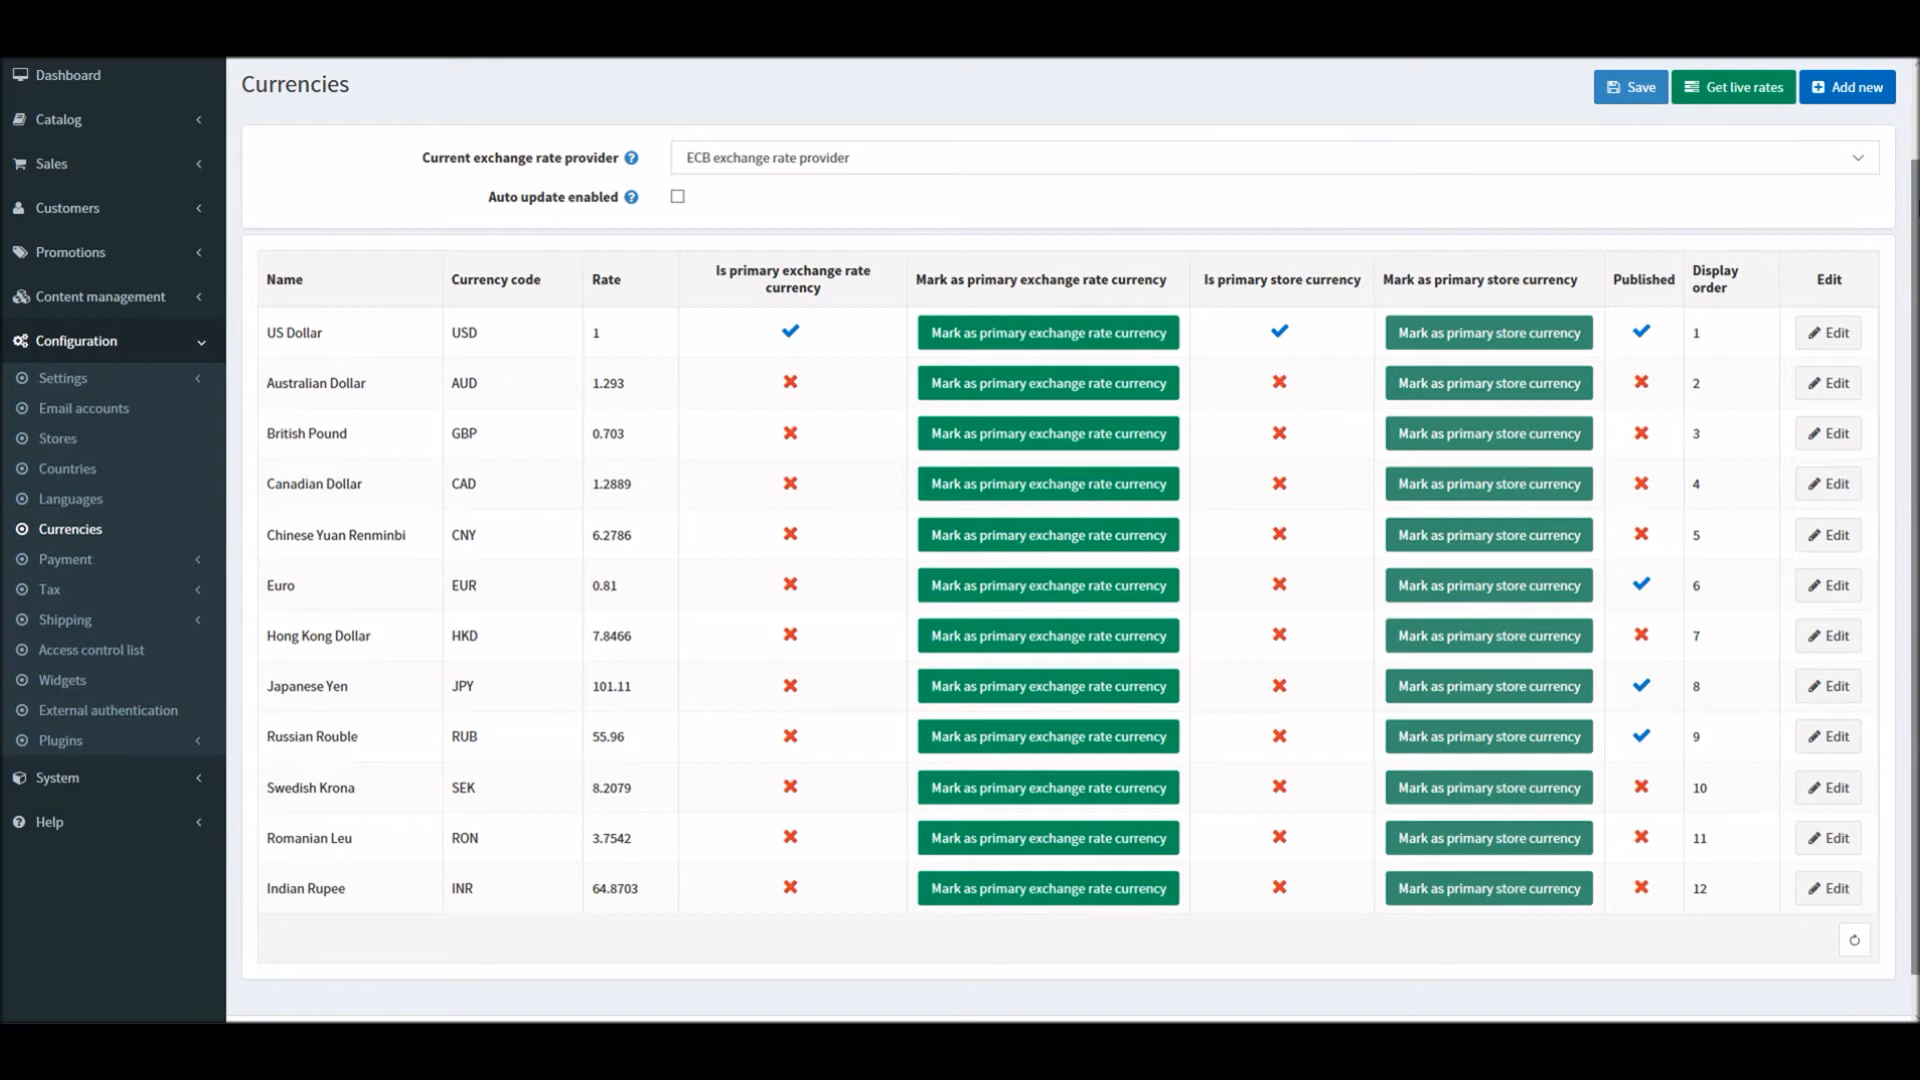 Dashboard
Catalog
Sales
Customers
Promotions
Content management
Configuration
Settings
Email accounts
Stores
Countries
Languages
Currencies
Payment
Tax
Shipping
Access control list
Widgets
External authentication
Plugins
System
Help
Currencies
Save
Get live rates
Add new
Current exchange rate provider
ECB exchange rate provider
Auto update enabled
Name Currency code Rate Is primary exchange rate currency Mark as primary exchange rate currency Is primary store currency Mark as primary store currency Published Display order Edit
US Dollar USD 1 Mark as primary exchange rate currency Mark as primary store currency 1 Edit
Australian Dollar AUD 1.293 Mark as primary exchange rate currency Mark as primary store currency 2 Edit
British Pound GBP 0.703 Mark as primary exchange rate currency Mark as primary store currency 3 Edit
Canadian Dollar CAD 1.2889 Mark as primary exchange rate currency Mark as primary store currency 4 Edit
Chinese Yuan Renminbi CNY 6.2786 Mark as primary exchange rate currency Mark as primary store currency 5 Edit
Euro EUR 0.81 Mark as primary exchange rate currency Mark as primary store currency 6 Edit
Hong Kong Dollar HKD 7.8466 Mark as primary exchange rate currency Mark as primary store currency 7 Edit
Japanese Yen JPY 101.11 Mark as primary exchange rate currency Mark as primary store currency 8 Edit
Russian Rouble RUB 55.96 Mark as primary exchange rate currency Mark as primary store currency 9 Edit
Swedish Krona SEK 8.2079 Mark as primary exchange rate currency Mark as primary store currency 10 Edit
Romanian Leu RON 3.7542 Mark as primary exchange rate currency Mark as primary store currency 11 Edit
Indian Rupee INR 64.8703 Mark as primary exchange rate currency Mark as primary store currency 12 Edit